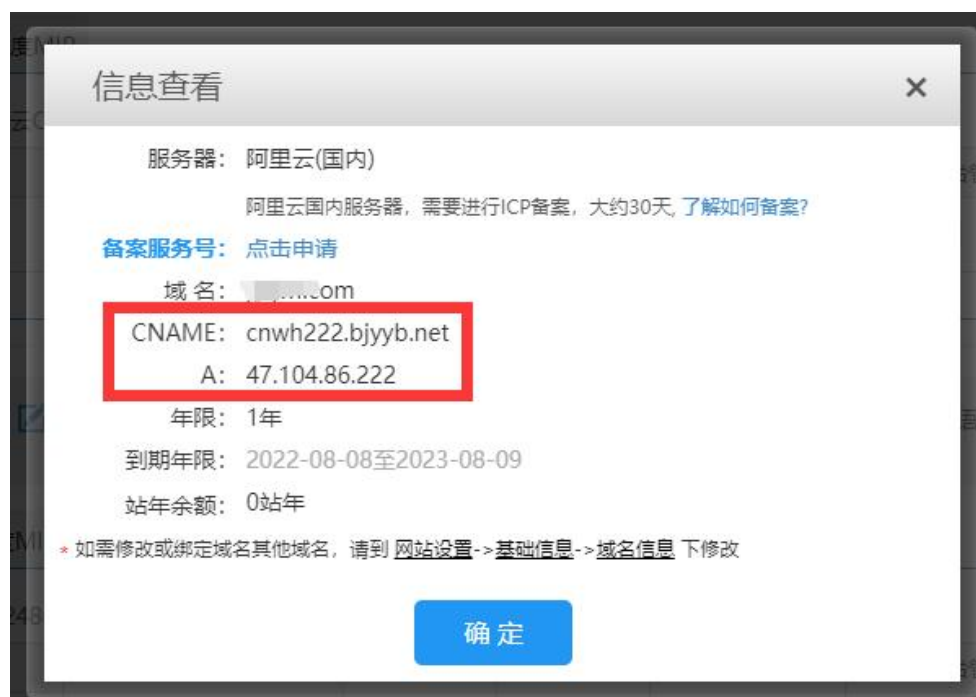 信息查看
服务器： 阿里云(国内)
阿里云国内服务器，需要进行ICP备案，大约30天, 了解如何备案?
备案服务号： 点击申请
域 名： .com
CNAME： cnwh222.bjyyb.net
A： 47.104.86.222
年限： 1年
到期年限： 2022-08-08至2023-08-09
站年余额： 0站年
* 如需修改或绑定域名其他域名，请到 网站设置->基础信息->域名信息 下修改
确 定